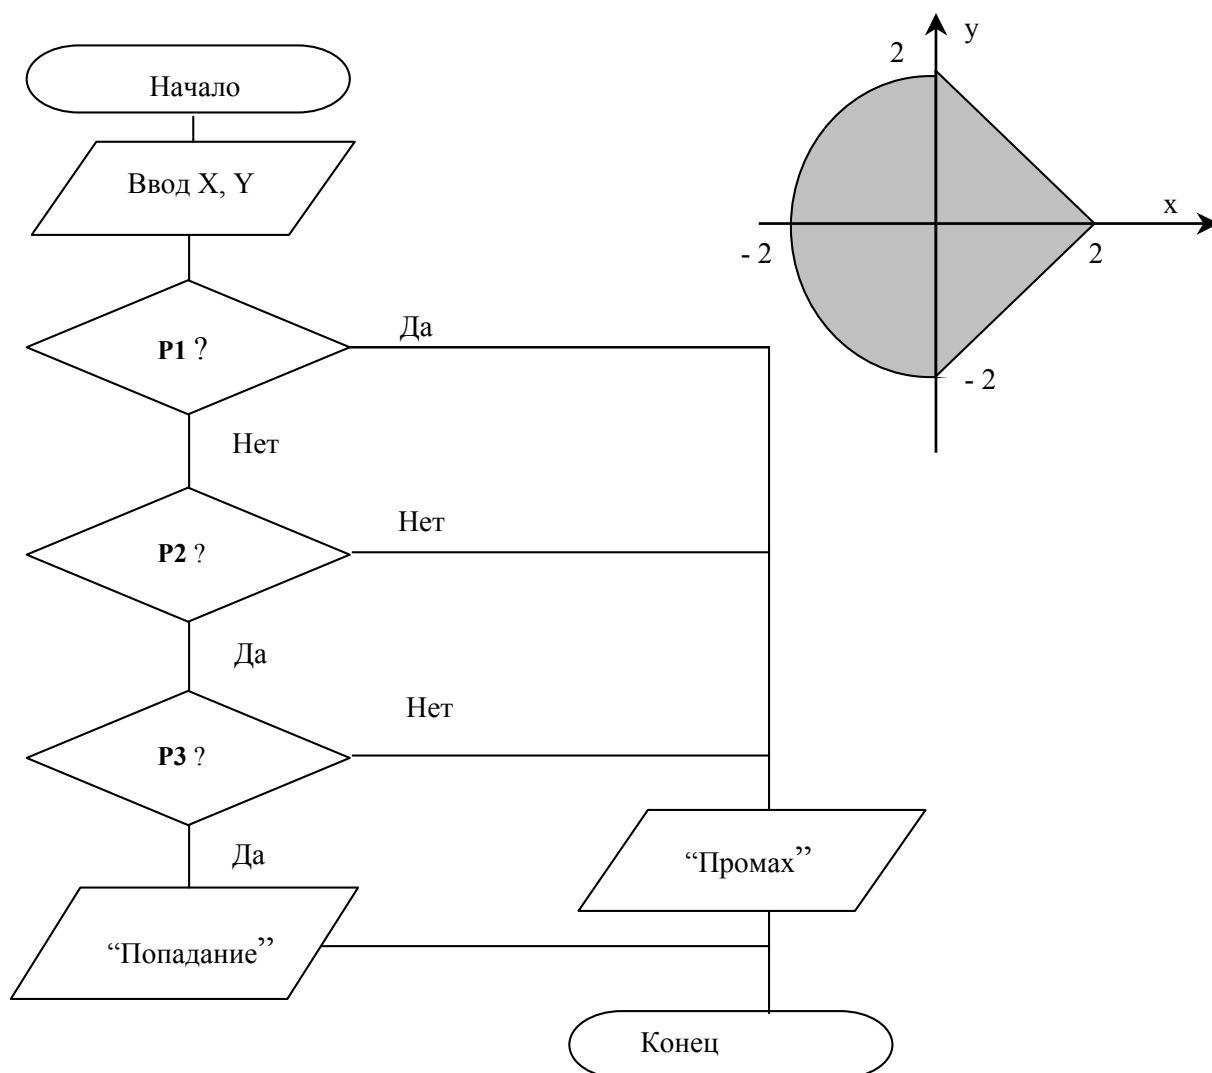 Начало
Ввод X, Y
P1 ?
Да
Нет
P2 ?
Нет
Да
P3 ?
Нет
Да
“Попадание”
“Промах”
Конец
y
2
x
- 2
2
- 2